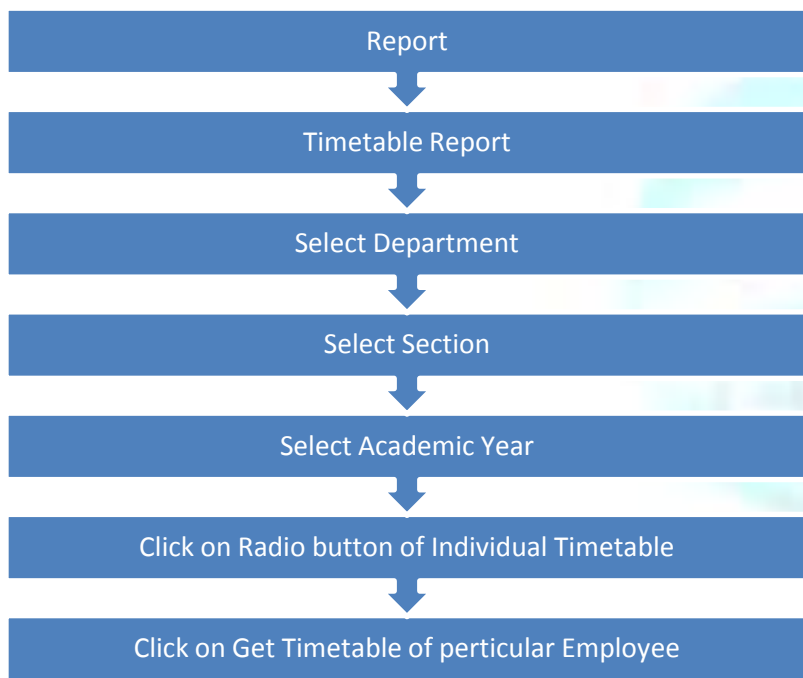 Report
Timetable Report
Select Department
Select Section
Select Academic Year
Click on Radio button of Individual Timetable
Click on Get Timetable of perticular Employee